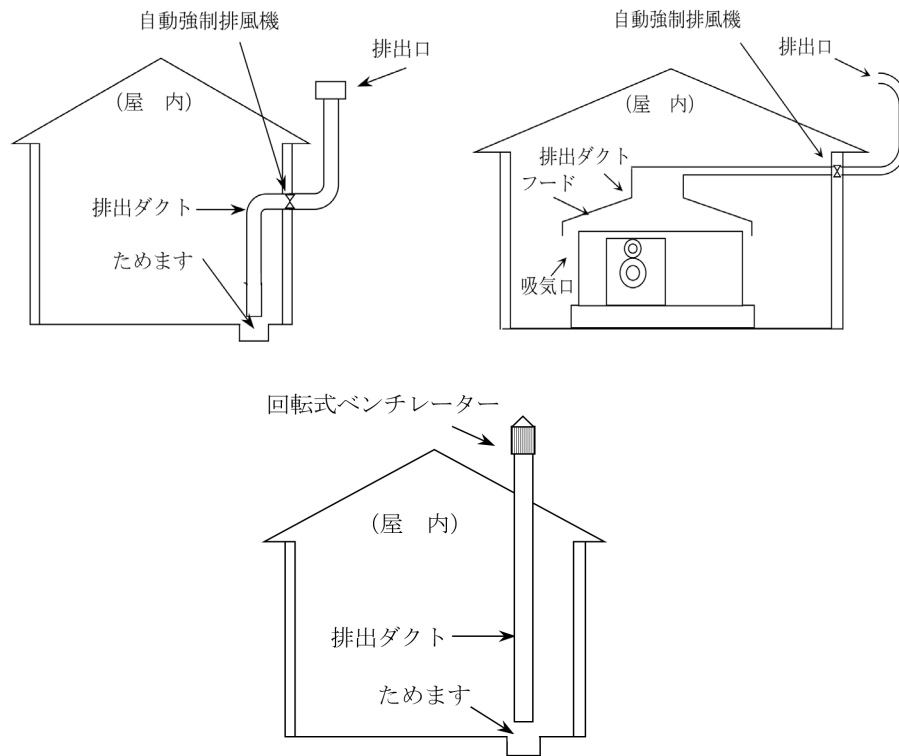 自動強制排風機
排出口
(屋 内)
排出ダクト
ためます
自動強制排風機
排出口
(屋 内)
排出ダクト
フード
吸気口
回転式ベンチレーター
(屋 内)
排出ダクト
ためます